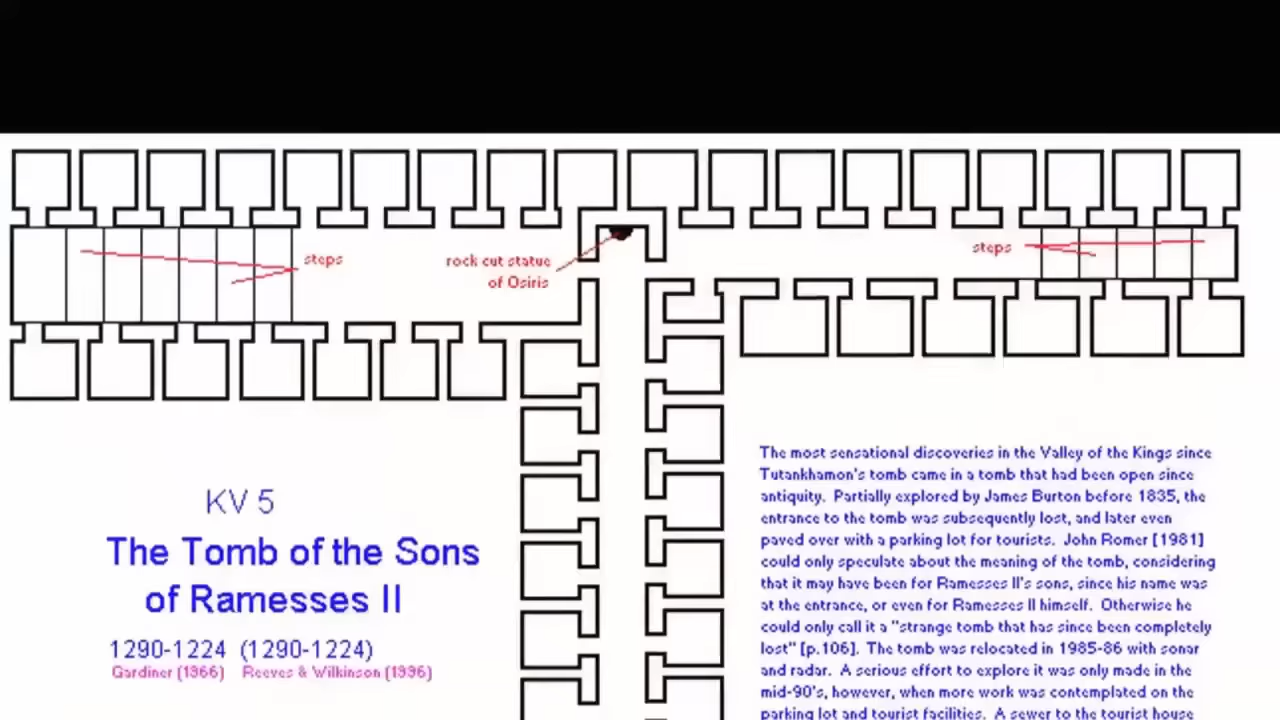 steps
rock cut statue
of Osiris
steps
KV 5
The Tomb of the Sons
of Ramesses II
1290-1224 (1290-1224)
Gardiner (1966) Reeves & Wilkinson (1996)
The most sensational discoveries in the Valley of the Kings since
Tutankhamon's tomb came in a tomb that had been open since
antiquity. Partially explored by James Burton before 1835, the
entrance to the tomb was subsequently lost, and later even
paved over with a parking lot for tourists. John Romer [1981]
could only speculate about the meaning of the tomb, considering
that it may have been for Ramesses II's sons, since his name was
at the entrance, or even for Ramesses II himself. Otherwise he
could only call it a "strange tomb that has since been completely
lost" [p.106]. The tomb was relocated in 1985-86 with sonar
and radar. A serious effort to explore it was only made in the
mid-90's, however, when more work was contemplated on the
parking lot and tourist facilities. A sewer to the tourist house